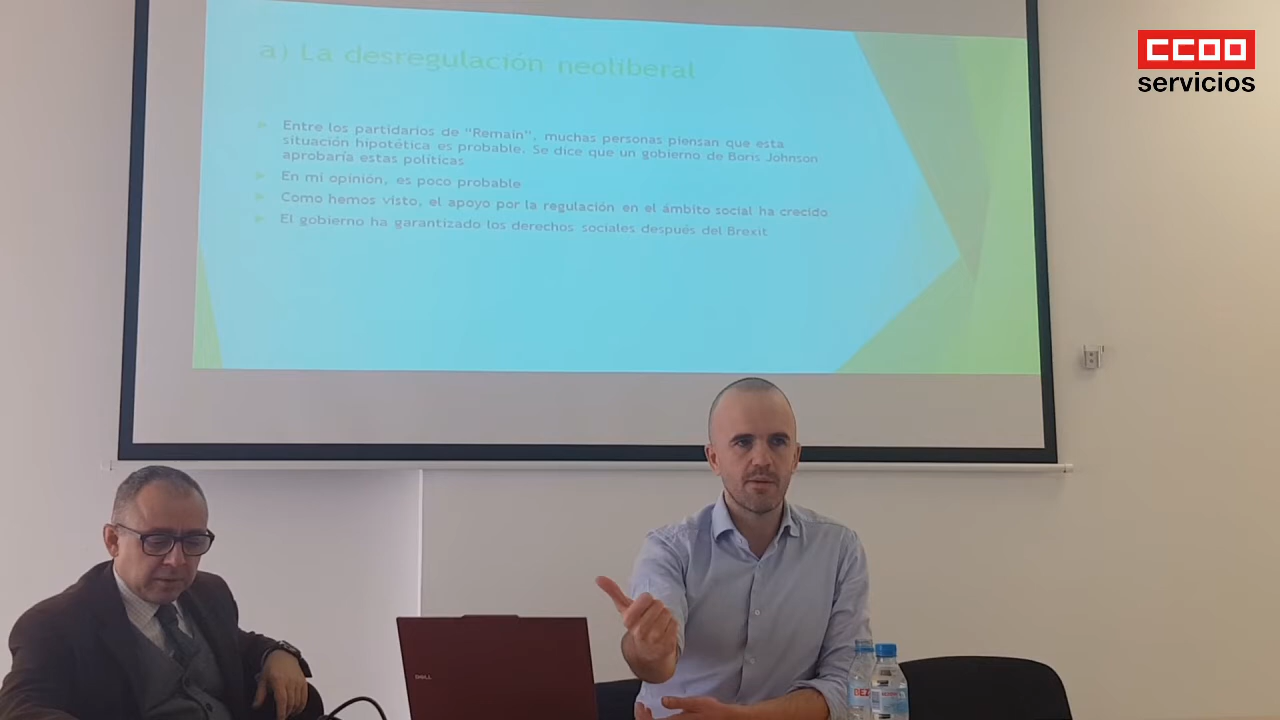 a) La desregulación neoliberal
Entre los partidarios de "Remain", muchas personas piensan que esta
situación hipotética es probable. Se dice que un gobierno de Boris Johnson
aprobaría estas políticas
En mi opinión, es poco probable
Como hemos visto, el apoyo por la regulación en el ámbito social ha crecido
El gobierno ha garantizado los derechos sociales después del Brexit
CCOO
servicios
DELL
BEZ